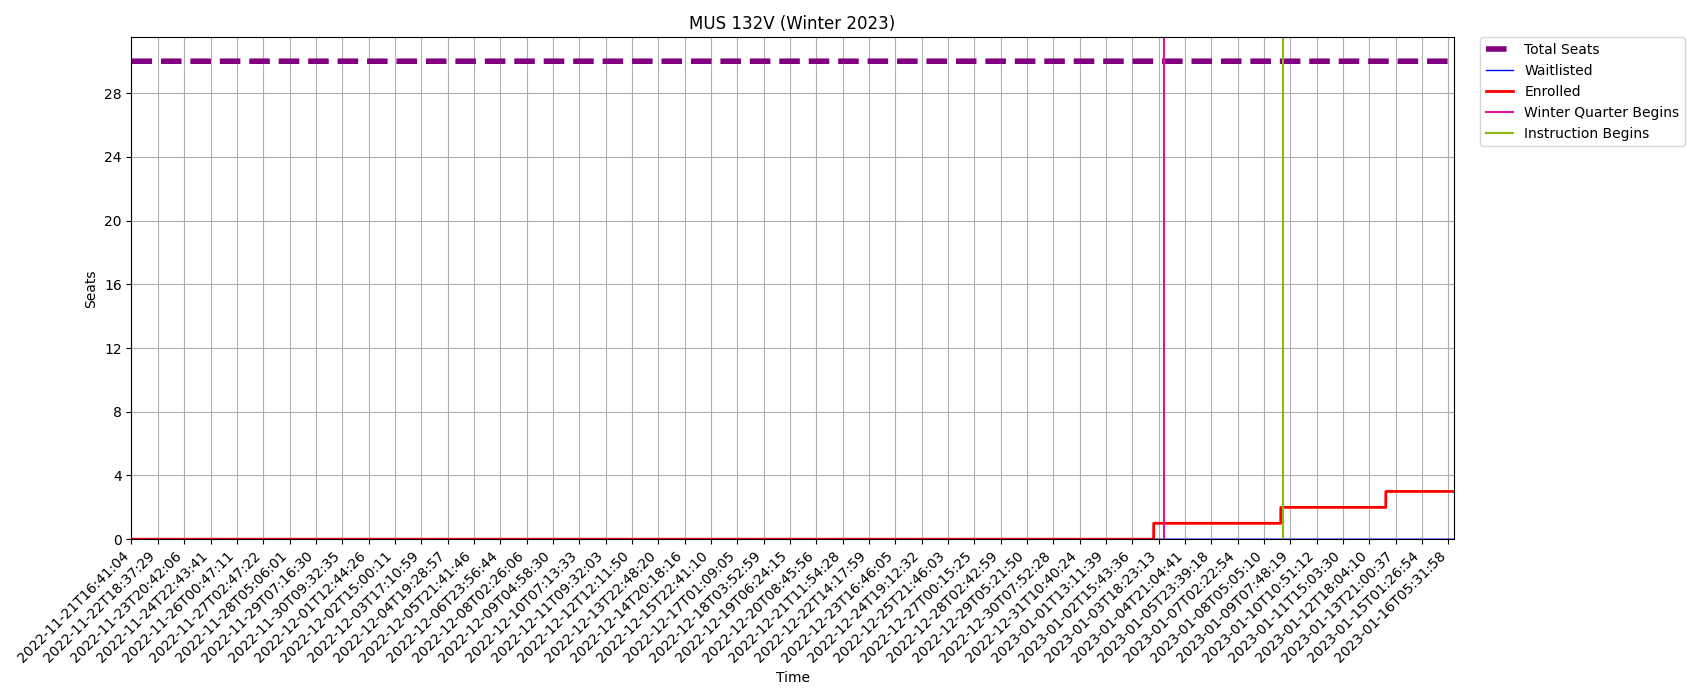 MUS 132V (Winter 2023)
Total Seats
Waitlisted
Enrolled
Winter Quarter Begins
Instruction Begins
Seats
28
24
20
16
12
8
4
0
2022-11-21T16:41:04
2022-11-22T18:37:29
2022-11-23T20:42:06
2022-11-24T22:43:41
2022-11-26T00:47:11
2022-11-27T02:47:22
2022-11-28T05:06:01
2022-11-29T07:16:30
2022-11-30T09:32:35
2022-12-01T12:44:26
2022-12-02T15:00:11
2022-12-03T17:10:59
2022-12-04T19:28:57
2022-12-05T21:41:46
2022-12-06T23:56:44
2022-12-08T02:26:06
2022-12-09T04:58:30
2022-12-10T07:13:33
2022-12-11T09:32:03
2022-12-12T12:11:50
2022-12-13T22:48:20
2022-12-14T20:18:16
2022-12-15T22:41:10
2022-12-17T01:09:05
2022-12-18T03:52:59
2022-12-19T06:24:15
2022-12-20T08:45:56
2022-12-21T11:54:28
2022-12-22T14:17:59
2022-12-23T16:46:05
2022-12-24T19:12:32
2022-12-25T21:46:03
2022-12-27T00:15:25
2022-12-28T02:42:59
2022-12-29T05:21:50
2022-12-30T07:52:28
2022-12-31T10:40:24
2023-01-01T13:11:39
2023-01-02T15:43:36
2023-01-03T18:23:13
2023-01-04T21:04:41
2023-01-05T23:39:18
2023-01-07T02:22:54
2023-01-08T05:05:10
2023-01-09T07:48:19
2023-01-10T10:51:12
2023-01-11T15:03:30
2023-01-12T18:04:10
2023-01-13T21:00:37
2023-01-15T01:26:54
2023-01-16T05:31:58
Time